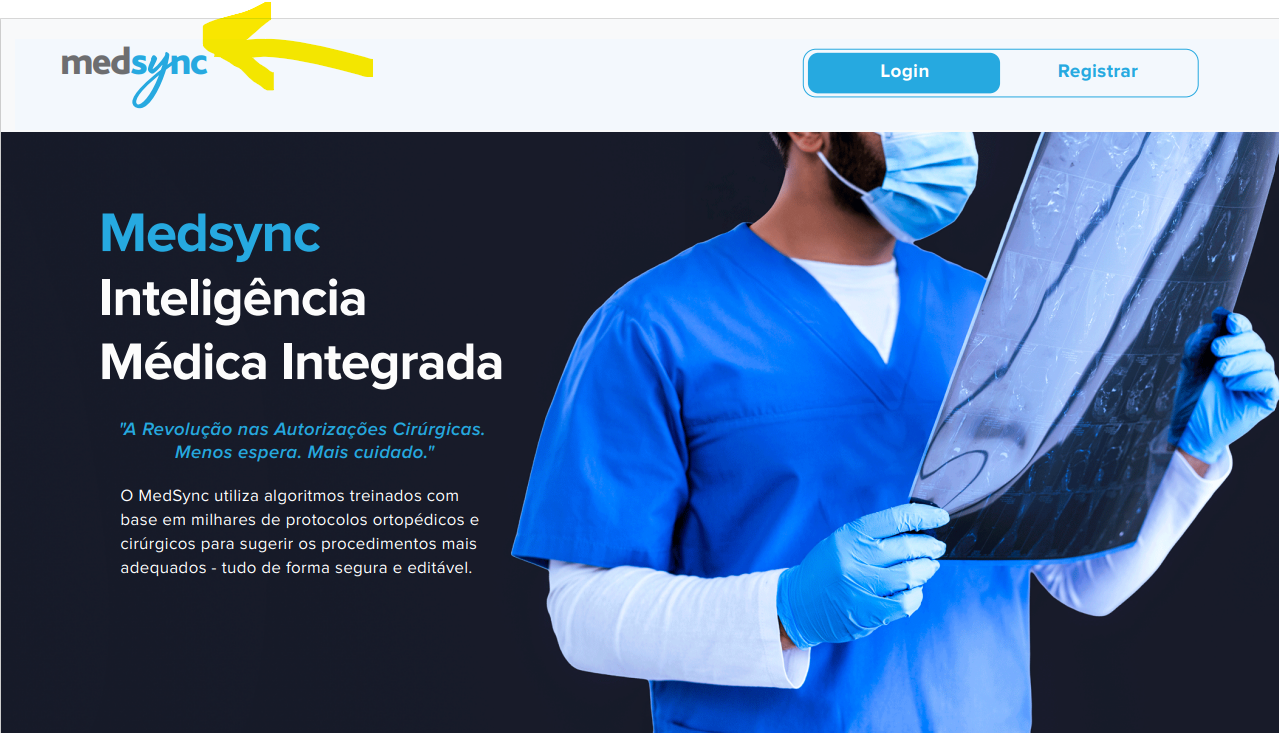 medsync
Login
Registrar
Medsync
Inteligência
Médica Integrada
"A Revolução nas Autorizações Cirúrgicas.
Menos espera. Mais cuidado."
O MedSync utiliza algoritmos treinados com
base em milhares de protocolos ortopédicos e
cirúrgicos para sugerir os procedimentos mais
adequados - tudo de forma segura e editável.